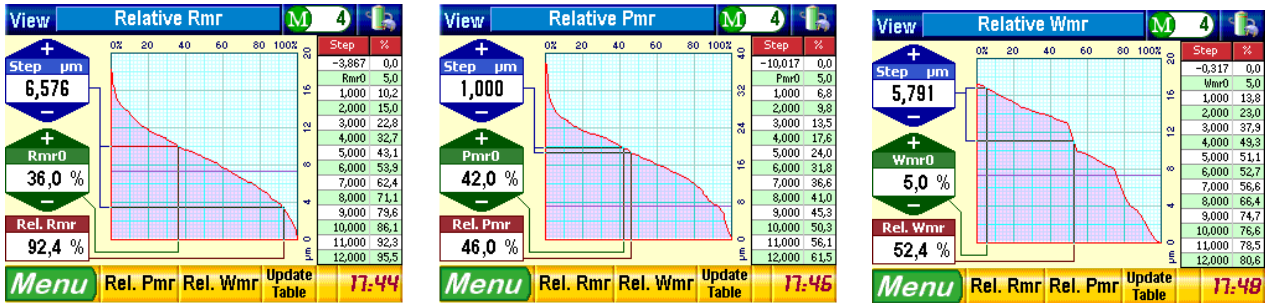 View Relative Rmr M 4
0% 20 40 60 80 100%
Step µm
6,576
Rmr0
36,0 %
Rel. Rmr
92,4 %
16
12
8
4
0
µm
Step %
-3,867 0,0
Rmr0 5,0
1,000 10,2
2,000 15,0
3,000 22,8
4,000 32,7
5,000 43,1
6,000 53,9
7,000 62,4
8,000 71,1
9,000 79,6
10,000 86,1
11,000 92,3
12,000 95,5
Menu Rel. Pmr Rel. Wmr Update Table 17:44
View Relative Pmr M 4
0% 20 40 60 80 100%
Step µm
1,000
Pmr0
42,0 %
Rel. Pmr
46,0 %
40
32
24
16
8
0
µm
Step %
-10,017 0,0
Pmr0 5,0
1,000 6,8
2,000 9,8
3,000 13,5
4,000 17,6
5,000 24,0
6,000 31,8
7,000 36,6
8,000 41,0
9,000 45,3
10,000 50,3
11,000 56,1
12,000 61,5
Menu Rel. Rmr Rel. Wmr Update Table 17:46
View Relative Wmr M 4
0% 20 40 60 80 100%
Step µm
5,791
Wmr0
5,0 %
Rel. Wmr
52,4 %
20
16
12
8
4
0
µm
Step %
-0,317 0,0
Wmr0 5,0
1,000 13,8
2,000 23,0
3,000 37,9
4,000 49,3
5,000 51,1
6,000 52,7
7,000 56,6
8,000 66,4
9,000 74,7
10,000 76,6
11,000 78,5
12,000 80,6
Menu Rel. Rmr Rel. Pmr Update Table 17:48